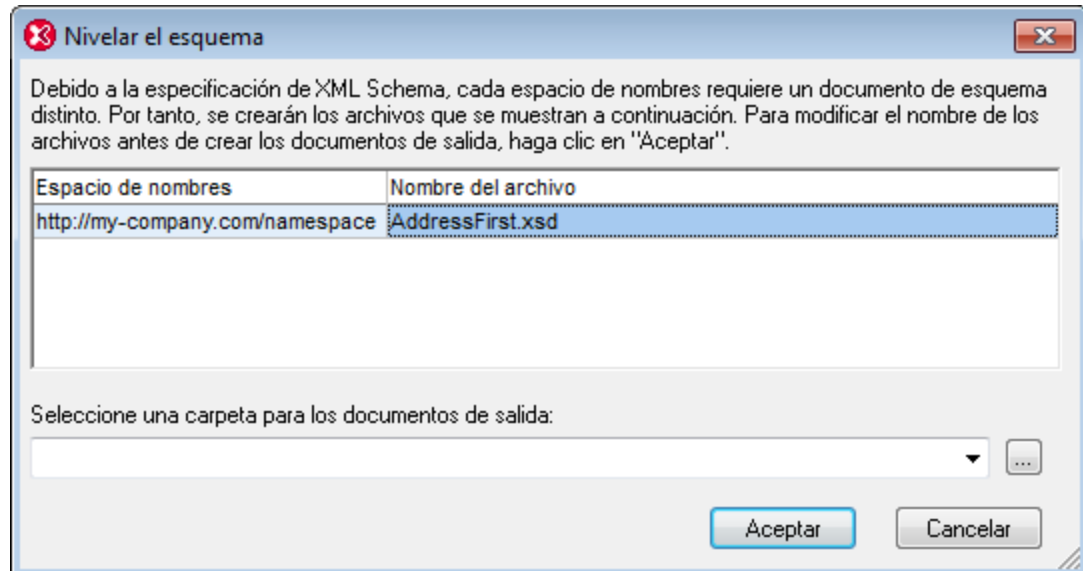 Nivelar el esquema
Debido a la especificación de XML Schema, cada espacio de nombres requiere un documento de esquema
distinto. Por tanto, se crearán los archivos que se muestran a continuación. Para modificar el nombre de los
archivos antes de crear los documentos de salida, haga clic en "Aceptar".
Espacio de nombres Nombre del archivo
http://my-company.com/namespace AddressFirst.xsd
Seleccione una carpeta para los documentos de salida:
...
Aceptar Cancelar